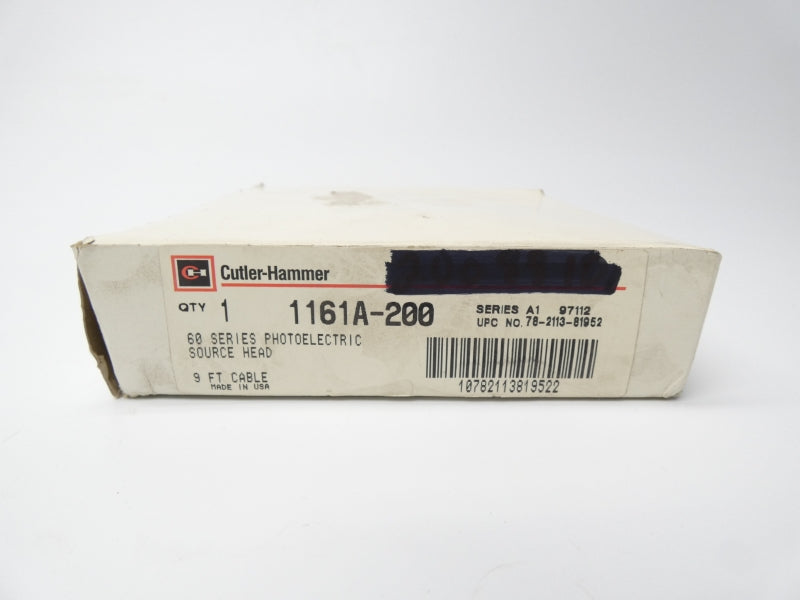 Cutler-Hammer
QTY 1 1161A-200 SERIES A1 97112
UPC NO. 78-2113-81952
60 SERIES PHOTOELECTRIC
SOURCE HEAD
9 FT CABLE
MADE IN USA
10782113819522